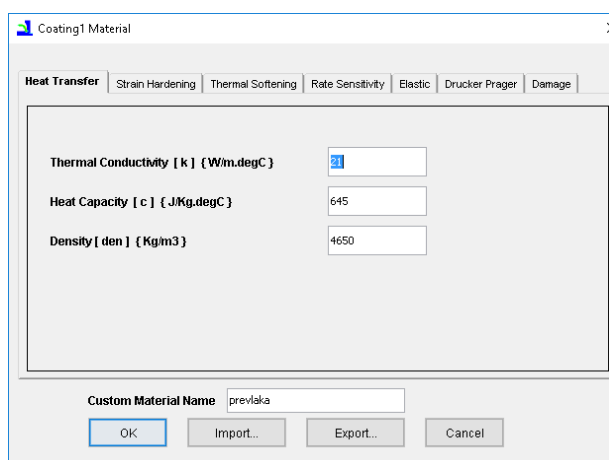 Coating1 Material
Heat Transfer Strain Hardening Thermal Softening Rate Sensitivity Elastic Drucker Prager Damage
Thermal Conductivity [ k ] { W/m.degC } 21
Heat Capacity [ c ] { J/Kg.degC } 645
Density [ den ] { Kg/m3 } 4650
Custom Material Name prevlaka
OK Import... Export... Cancel